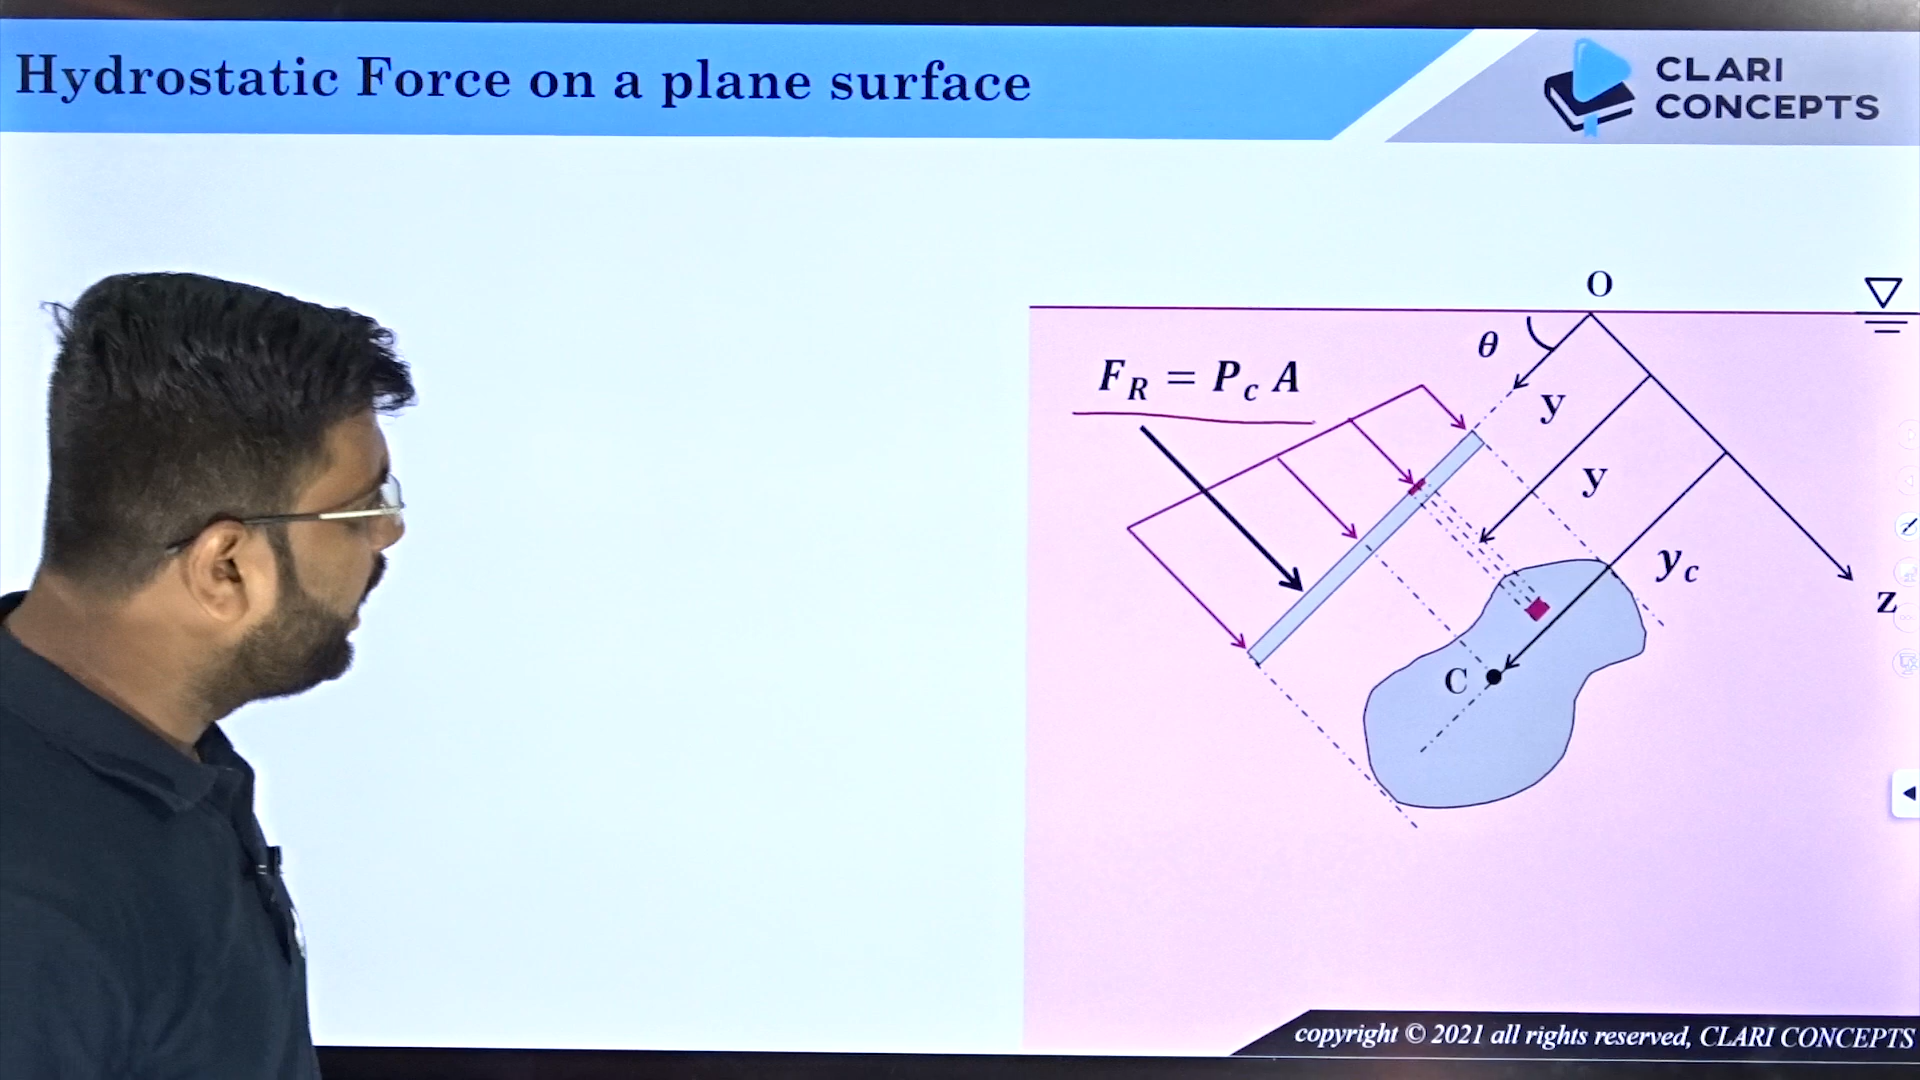 Hydrostatic Force on a plane surface
CLARI
CONCEPTS
O
θ
F_R = P_c A
y
y
y_c
z
C
copyright © 2021 all rights reserved, CLARI CONCEPTS